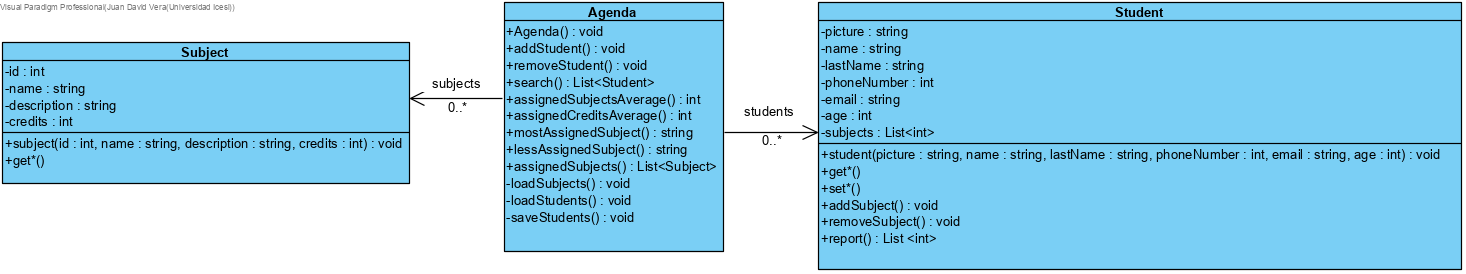 Visual Paradigm Professional(Juan David Vera(Universidad Icesi))
Subject
-id : int
-name : string
-description : string
-credits : int
+subject(id : int, name : string, description : string, credits : int) : void
+get*()
subjects
0..*
Agenda
+Agenda() : void
+addStudent() : void
+removeStudent() : void
+search() : List<Student>
+assignedSubjectsAverage() : int
+assignedCreditsAverage() : int
+mostAssignedSubject() : string
+lessAssignedSubject() : string
+assignedSubjects() : List<Subject>
-loadSubjects() : void
-loadStudents() : void
-saveStudents() : void
students
0..*
Student
-picture : string
-name : string
-lastName : string
-phoneNumber : int
-email : string
-age : int
-subjects : List<int>
+student(picture : string, name : string, lastName : string, phoneNumber : int, email : string, age : int) : void
+get*()
+set*()
+addSubject() : void
+removeSubject() : void
+report() : List <int>